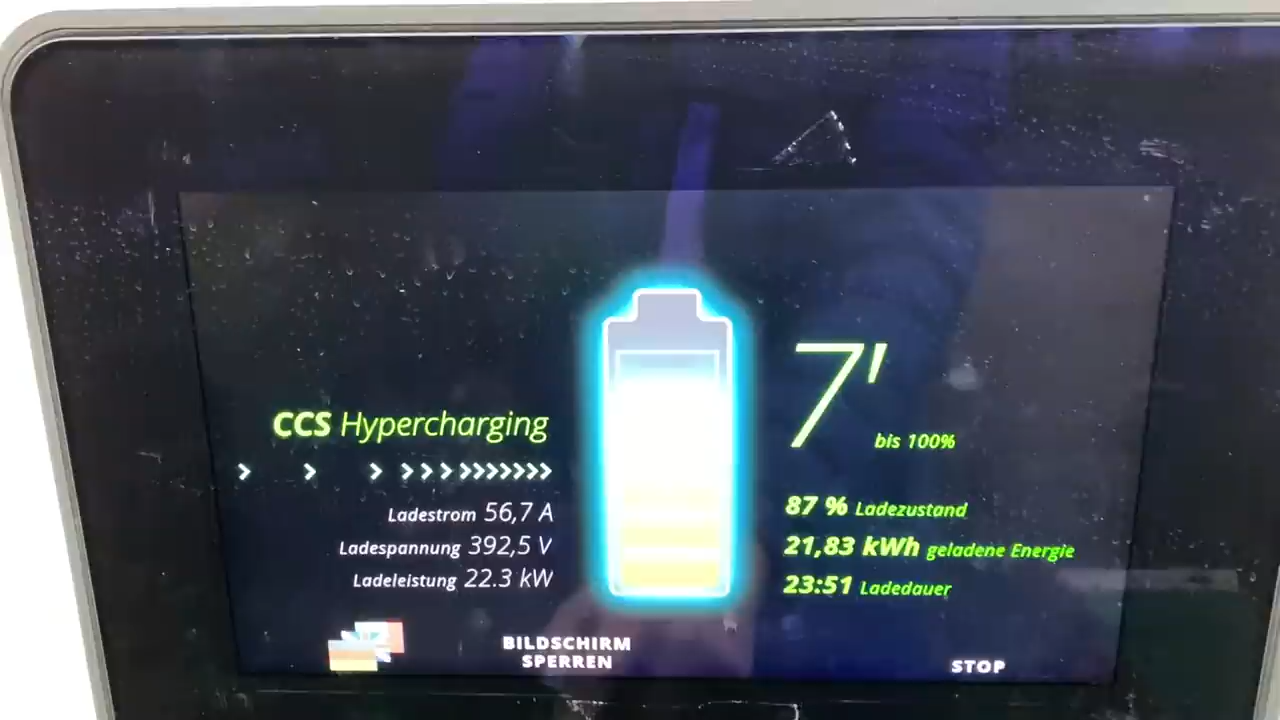 CCS Hypercharging
Ladestrom 56,7 A
Ladespannung 392,5 V
Ladeleistung 22.3 kW
7'
bis 100%
87 % Ladezustand
21,83 kWh geladene Energie
23:51 Ladedauer
BILDSCHIRM
SPERREN
STOP